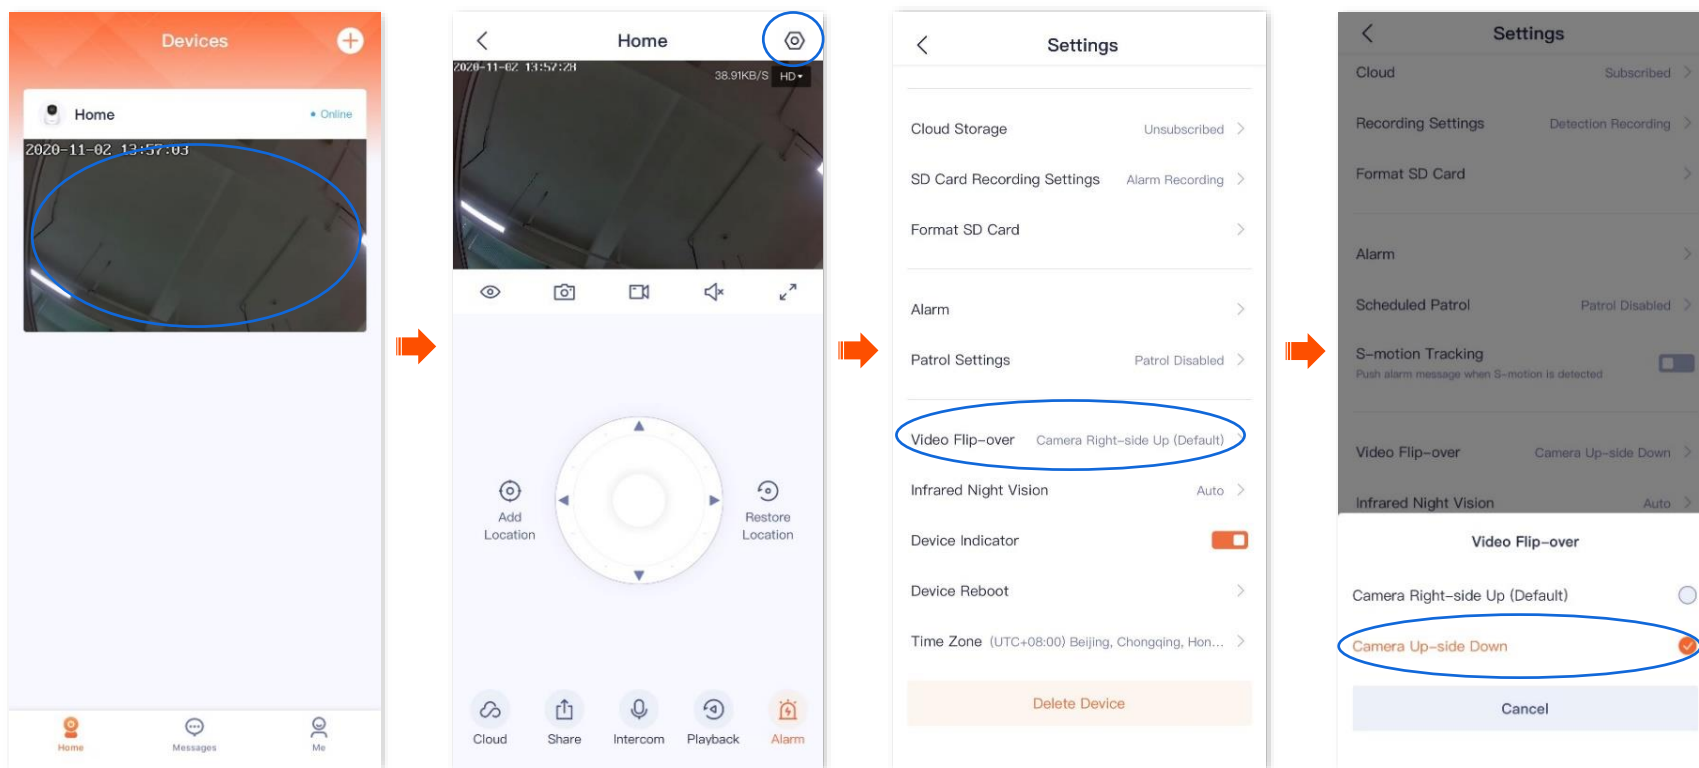 Devices
Home
• Online
2020-11-02 13:57:03
Home
Messages
Me
Home
2020-11-02 13:57:28
38.91KB/S HD
Add
Location
Restore
Location
Cloud
Share
Intercom
Playback
Alarm
Settings
Cloud Storage Unsubscribed
SD Card Recording Settings Alarm Recording
Format SD Card
Alarm
Patrol Settings Patrol Disabled
Video Flip-over Camera Right-side Up (Default)
Infrared Night Vision Auto
Device Indicator
Device Reboot
Time Zone (UTC+08:00) Beijing, Chongqing, Hon...
Delete Device
Settings
Cloud Subscribed
Recording Settings Detection Recording
Format SD Card
Alarm
Scheduled Patrol Patrol Disabled
S-motion Tracking
Push alarm message when S-motion is detected
Video Flip-over Camera Up-side Down
Infrared Night Vision Auto
Video Flip-over
Camera Right-side Up (Default)
Camera Up-side Down
Cancel